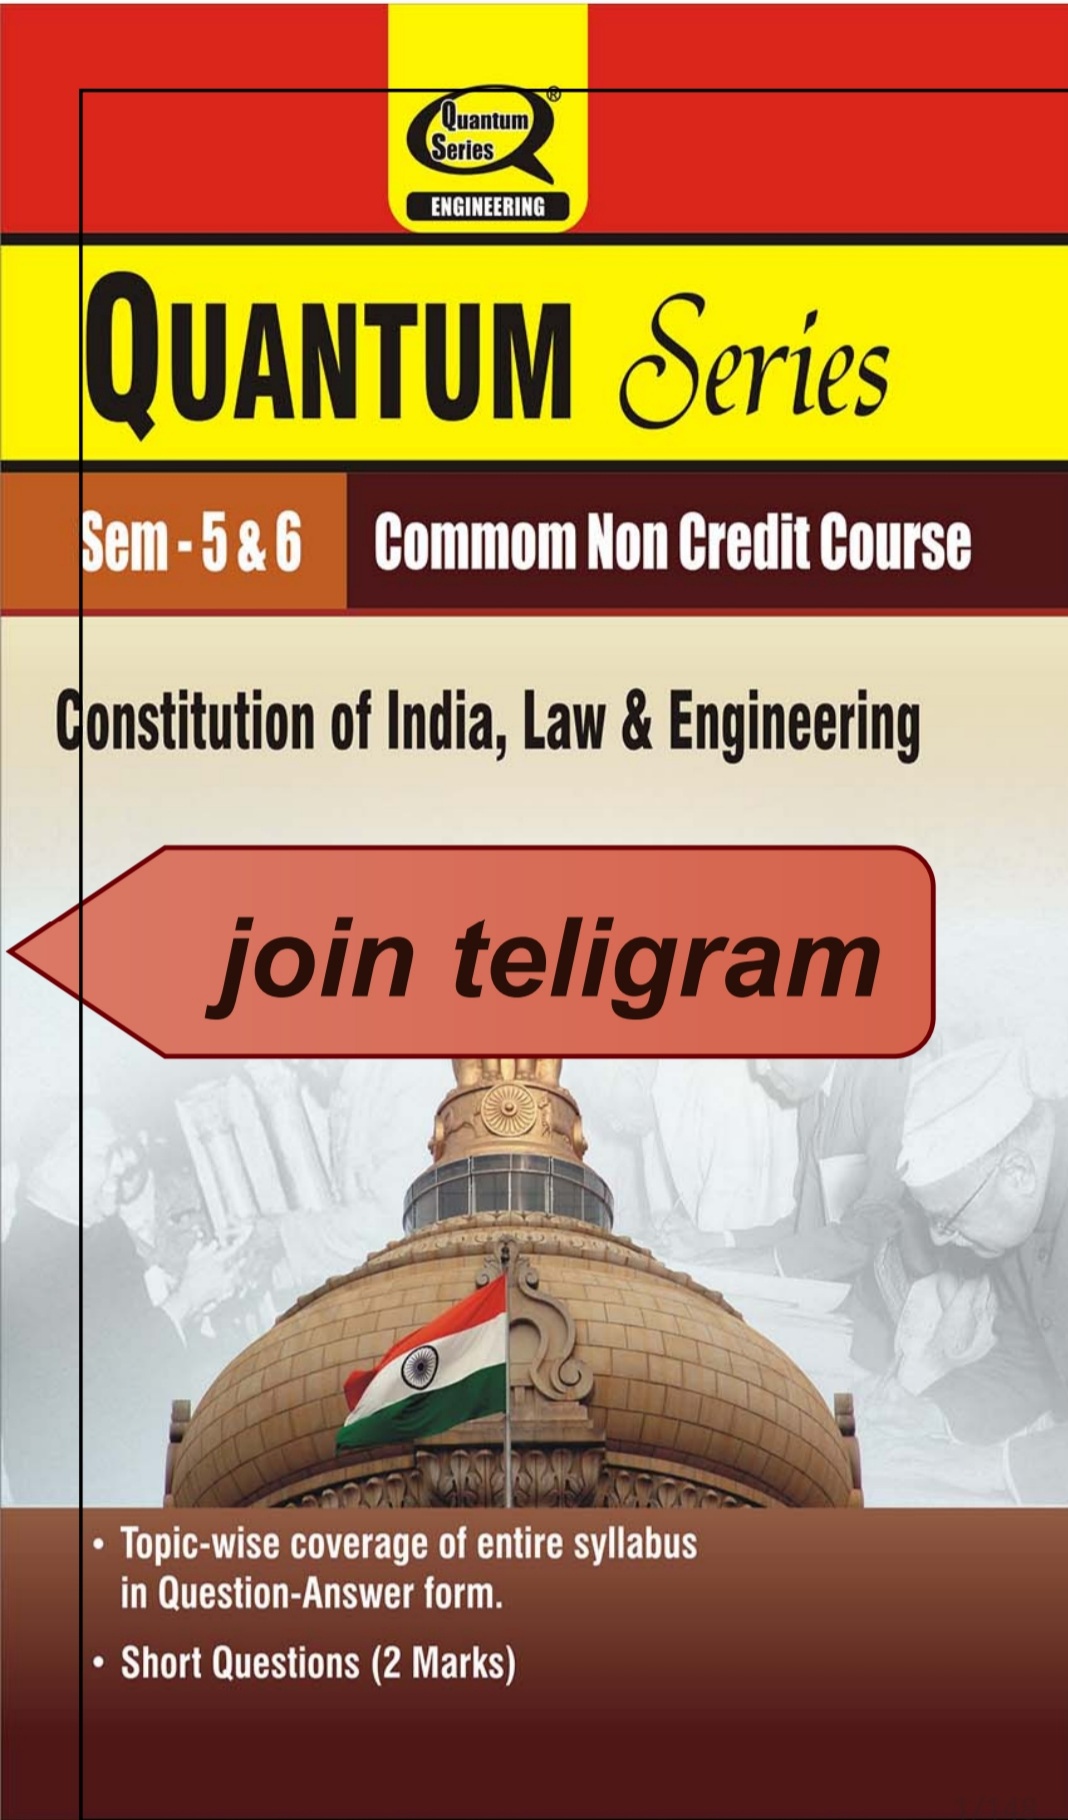 Quantum
Series
®
ENGINEERING
QUANTUM Series
Sem - 5 & 6 Commom Non Credit Course
Constitution of India, Law & Engineering
join teligram
• Topic-wise coverage of entire syllabus
in Question-Answer form.
• Short Questions (2 Marks)